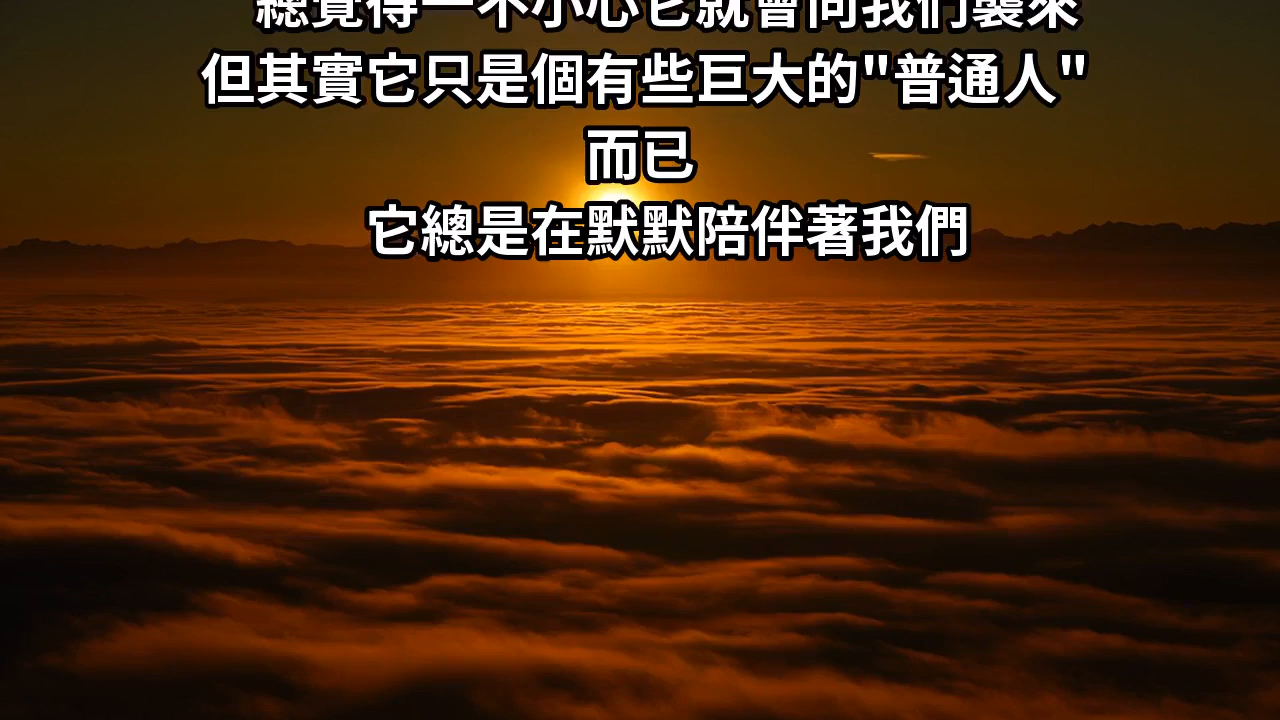 總覺得一不小心它就會向我們襲來
但其實它只是個有些巨大的"普通人"
而已
它總是在默默陪伴著我們